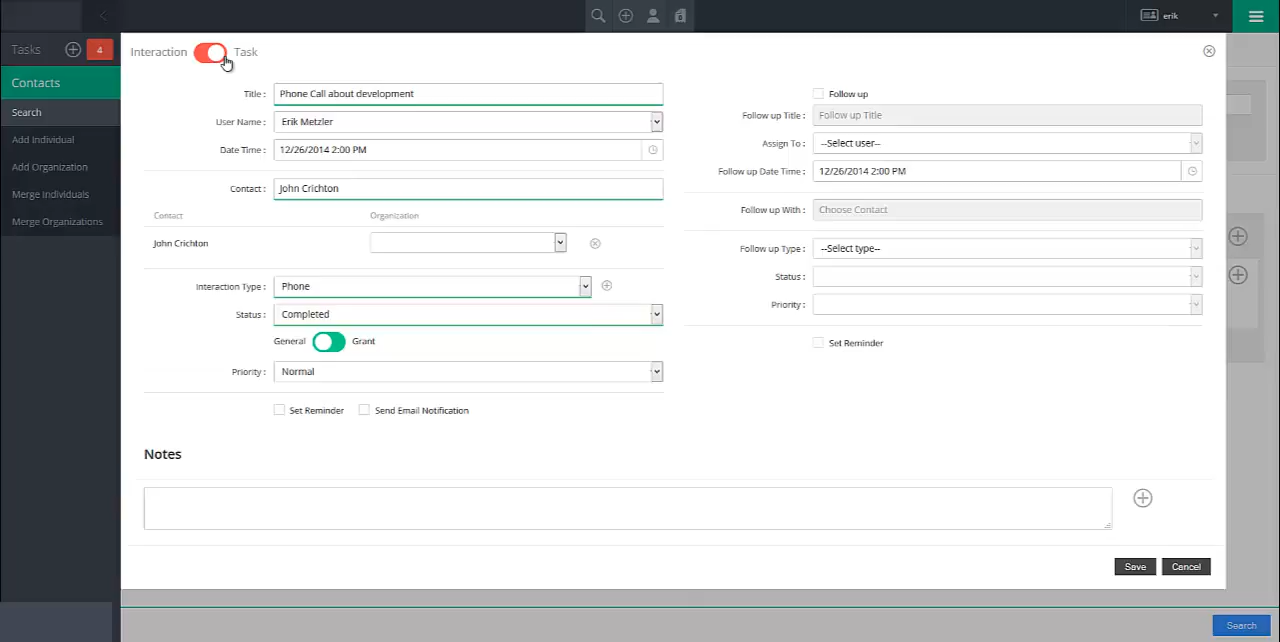 erik
Tasks
4
Contacts
Search
Add Individual
Add Organization
Merge Individuals
Merge Organizations
Interaction Task
Title : Phone Call about development
User Name : Erik Metzler
Date Time : 12/26/2014 2:00 PM
Contact : John Crichton
Contact Organization
John Crichton
Interaction Type : Phone
Status : Completed
General Grant
Priority : Normal
Set Reminder Send Email Notification
Follow up
Follow up Title : Follow up Title
Assign To : --Select user--
Follow up Date Time : 12/26/2014 2:00 PM
Follow up With : Choose Contact
Follow up Type : --Select type--
Status :
Priority :
Set Reminder
Notes
Save Cancel
Search